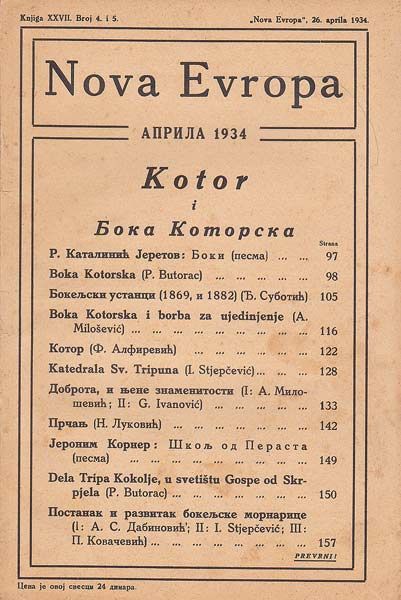 Knjiga XXVII. Broj 4. i 5.
„Nova Evropa“, 26. aprila 1934.
Nova Evropa
АПРИЛА 1934
Kotor
i
Бока Которска
Strana
Р. Каталинић Јеретов: Боки (песма) ... ... 97
Boka Kotorska (P. Butorac) ... ... ... ... ... ... 98
Бокељски устанци (1869, и 1882) (Ђ. Суботић) 105
Boka Kotorska i borba za ujedinjenje (A.
Milošević) ... ... ... ... ... ... ... ... 116
Котор (Ф. Алфиревић) ... ... ... ... ... ... 122
Katedrala Sv. Tripuna (I. Stjepčević) ... ... ... 128
Доброта, и њене знаменитости (I: А. Мило-
шевић; II: G. Ivanović) ... ... ... ... ... 133
Прчањ (Н. Луковић) ... ... ... ... ... ... 142
Јероним Корнер: Шкољ од Пераста
(песма) ... ... ... ... ... ... ... ... 149
Dela Tripa Kokolje, u svetištu Gospe od Skr-
pjela (P. Butorac) ... ... ... ... ... ... 150
Постанак и развитак бокељске морнарице
(I: А. С. Дабиновић; II: I. Stjepčević; III:
П. Ковачевић) ... ... ... ... ... ... ... 157
PREVRNI!
Цена је овој свесци 24 динара.